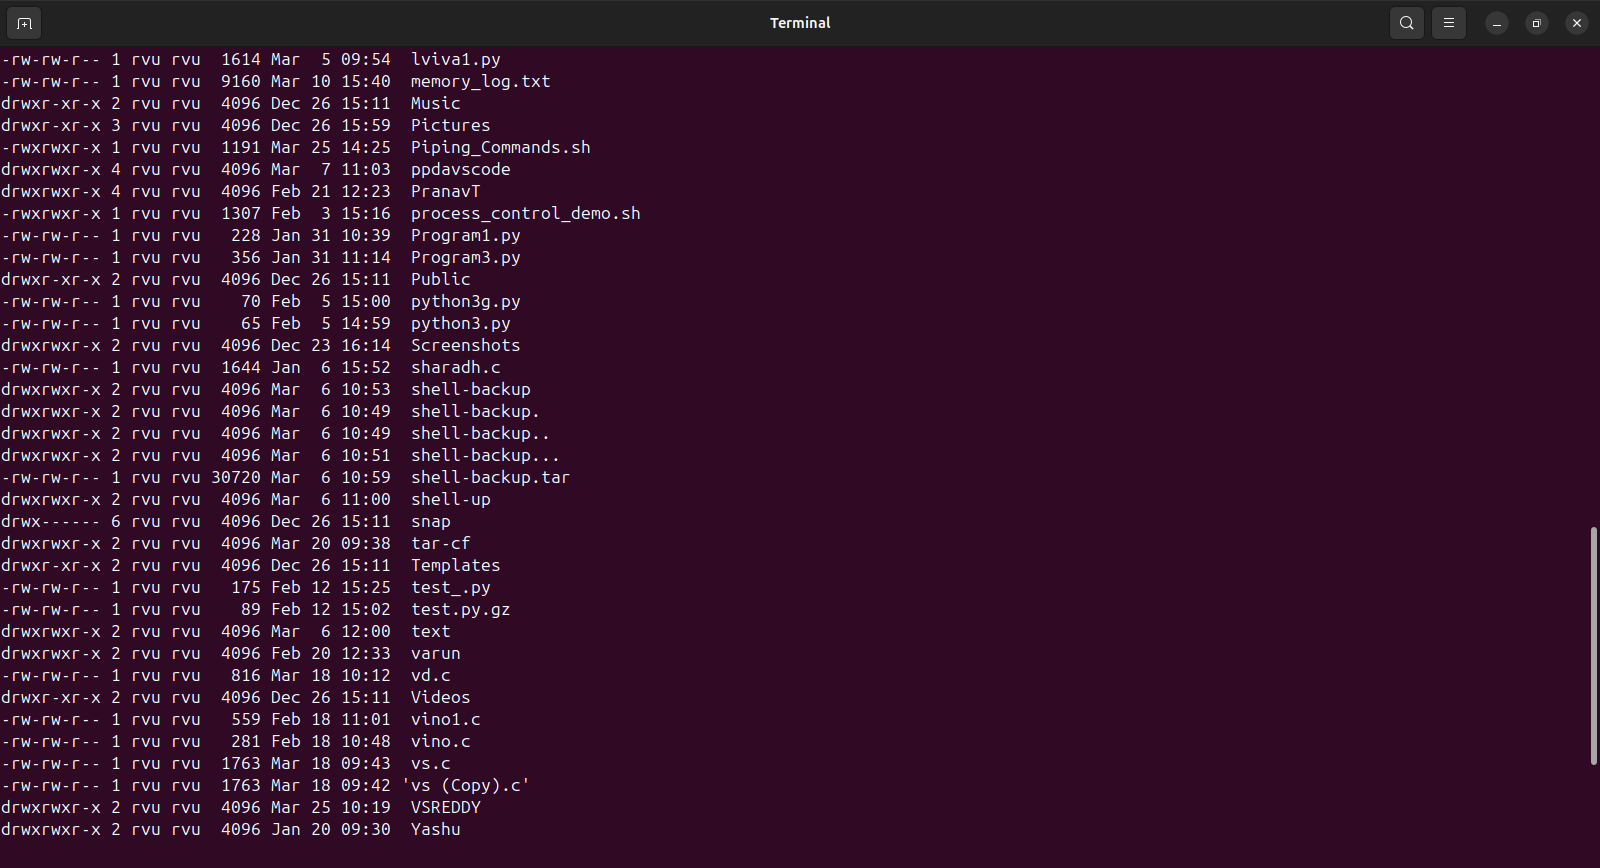 Terminal
-rw-rw-r-- 1 rvu rvu  1614 Mar  5 09:54  lviva1.py
-rw-rw-r-- 1 rvu rvu  9160 Mar 10 15:40  memory_log.txt
drwxr-xr-x 2 rvu rvu  4096 Dec 26 15:11  Music
drwxr-xr-x 3 rvu rvu  4096 Dec 26 15:59  Pictures
-rwxrwxr-x 1 rvu rvu  1191 Mar 25 14:25  Piping_Commands.sh
drwxrwxr-x 4 rvu rvu  4096 Mar  7 11:03  ppdavscode
drwxrwxr-x 4 rvu rvu  4096 Feb 21 12:23  PranavT
-rwxrwxr-x 1 rvu rvu  1307 Feb  3 15:16  process_control_demo.sh
-rw-rw-r-- 1 rvu rvu   228 Jan 31 10:39  Program1.py
-rw-rw-r-- 1 rvu rvu   356 Jan 31 11:14  Program3.py
drwxr-xr-x 2 rvu rvu  4096 Dec 26 15:11  Public
-rw-rw-r-- 1 rvu rvu    70 Feb  5 15:00  python3g.py
-rw-rw-r-- 1 rvu rvu    65 Feb  5 14:59  python3.py
drwxrwxr-x 2 rvu rvu  4096 Dec 23 16:14  Screenshots
-rw-rw-r-- 1 rvu rvu  1644 Jan  6 15:52  sharadh.c
drwxrwxr-x 2 rvu rvu  4096 Mar  6 10:53  shell-backup
drwxrwxr-x 2 rvu rvu  4096 Mar  6 10:49  shell-backup.
drwxrwxr-x 2 rvu rvu  4096 Mar  6 10:49  shell-backup..
drwxrwxr-x 2 rvu rvu  4096 Mar  6 10:51  shell-backup...
-rw-rw-r-- 1 rvu rvu 30720 Mar  6 10:59  shell-backup.tar
drwxrwxr-x 2 rvu rvu  4096 Mar  6 11:00  shell-up
drwx------ 6 rvu rvu  4096 Dec 26 15:11  snap
drwxrwxr-x 2 rvu rvu  4096 Mar 20 09:38  tar-cf
drwxr-xr-x 2 rvu rvu  4096 Dec 26 15:11  Templates
-rw-rw-r-- 1 rvu rvu   175 Feb 12 15:25  test_.py
-rw-rw-r-- 1 rvu rvu    89 Feb 12 15:02  test.py.gz
drwxrwxr-x 2 rvu rvu  4096 Mar  6 12:00  text
drwxrwxr-x 2 rvu rvu  4096 Feb 20 12:33  varun
-rw-rw-r-- 1 rvu rvu   816 Mar 18 10:12  vd.c
drwxr-xr-x 2 rvu rvu  4096 Dec 26 15:11  Videos
-rw-rw-r-- 1 rvu rvu   559 Feb 18 11:01  vino1.c
-rw-rw-r-- 1 rvu rvu   281 Feb 18 10:48  vino.c
-rw-rw-r-- 1 rvu rvu  1763 Mar 18 09:43  vs.c
-rw-rw-r-- 1 rvu rvu  1763 Mar 18 09:42 'vs (Copy).c'
drwxrwxr-x 2 rvu rvu  4096 Mar 25 10:19  VSREDDY
drwxrwxr-x 2 rvu rvu  4096 Jan 20 09:30  Yashu